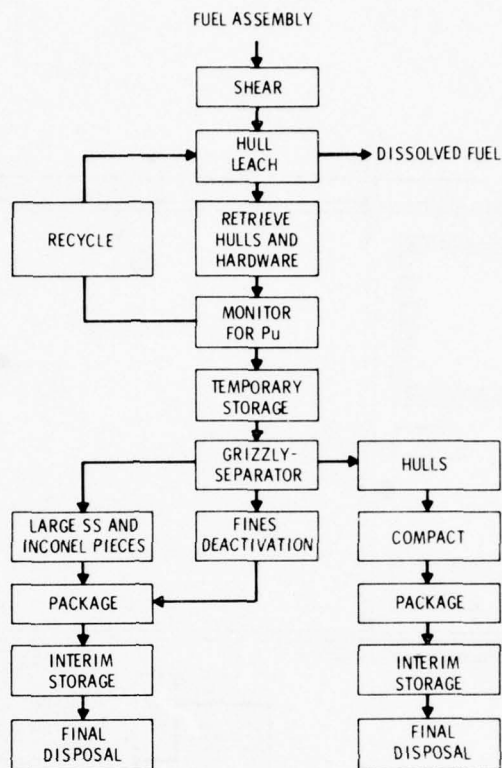 FUEL ASSEMBLY
SHEAR
HULL
LEACH
DISSOLVED FUEL
RECYCLE
RETRIEVE
HULLS AND
HARDWARE
MONITOR
FOR Pu
TEMPORARY
STORAGE
GRIZZLY-
SEPARATOR
HULLS
LARGE SS AND
INCONEL PIECES
FINES
DEACTIVATION
COMPACT
PACKAGE
PACKAGE
INTERIM
STORAGE
INTERIM
STORAGE
FINAL
DISPOSAL
FINAL
DISPOSAL